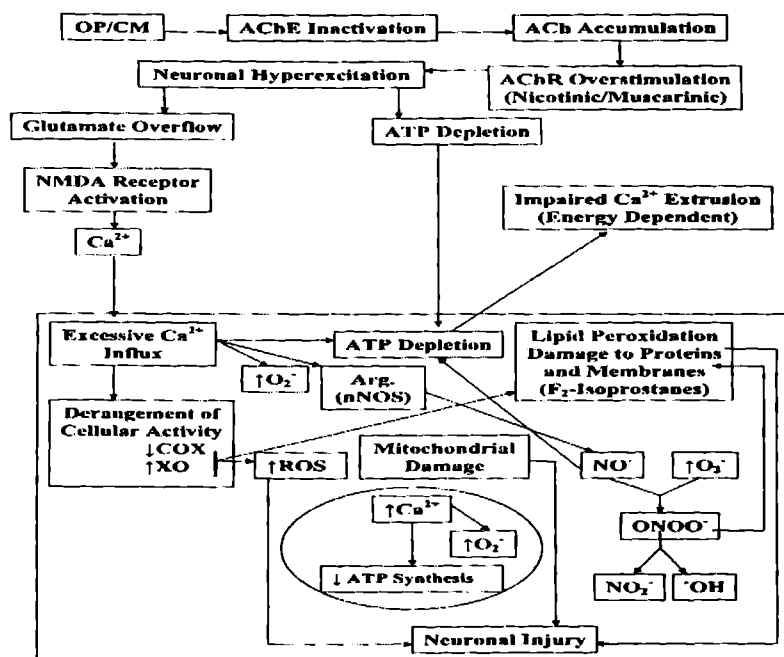 OP/CM
AChE Inactivation
ACh Accumulation
Neuronal Hyperexcitation
AChR Overstimulation
(Nicotinic/Muscarinic)
Glutamate Overflow
ATP Depletion
NMDA Receptor
Activation
Impaired Ca²⁺ Extrusion
(Energy Dependent)
Ca²⁺
Excessive Ca²⁺
Influx
ATP Depletion
Lipid Peroxidation
Damage to Proteins
and Membranes
(F₂-Isoprostanes)
↑O₂⁻
Arg.
(nNOS)
Derangement of
Cellular Activity
↓COX
↑XO
↑ROS
Mitochondrial
Damage
NO·
↑O₃⁻
↑Ca²⁺
↑O₂⁻
↓ ATP Synthesis
ONOO⁻
NO₂⁻
·OH
Neuronal Injury